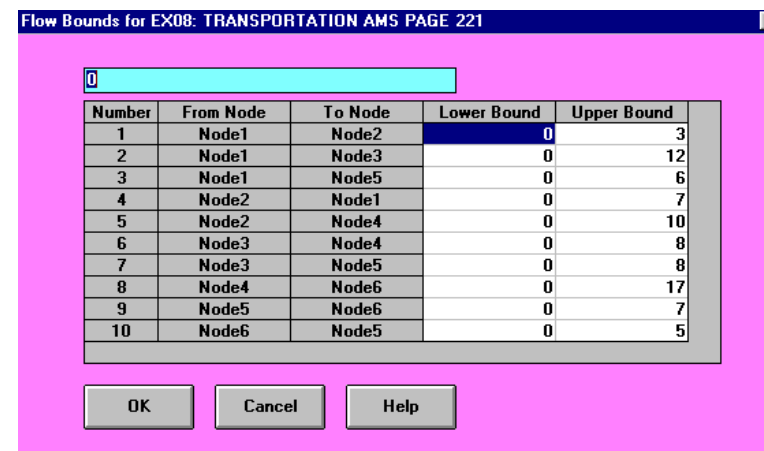 Flow Bounds for EX08: TRANSPORTATION AMS PAGE 221
0
Number From Node To Node Lower Bound Upper Bound
1 Node1 Node2 0 3
2 Node1 Node3 0 12
3 Node1 Node5 0 6
4 Node2 Node1 0 7
5 Node2 Node4 0 10
6 Node3 Node4 0 8
7 Node3 Node5 0 8
8 Node4 Node6 0 17
9 Node5 Node6 0 7
10 Node6 Node5 0 5
OK Cancel Help